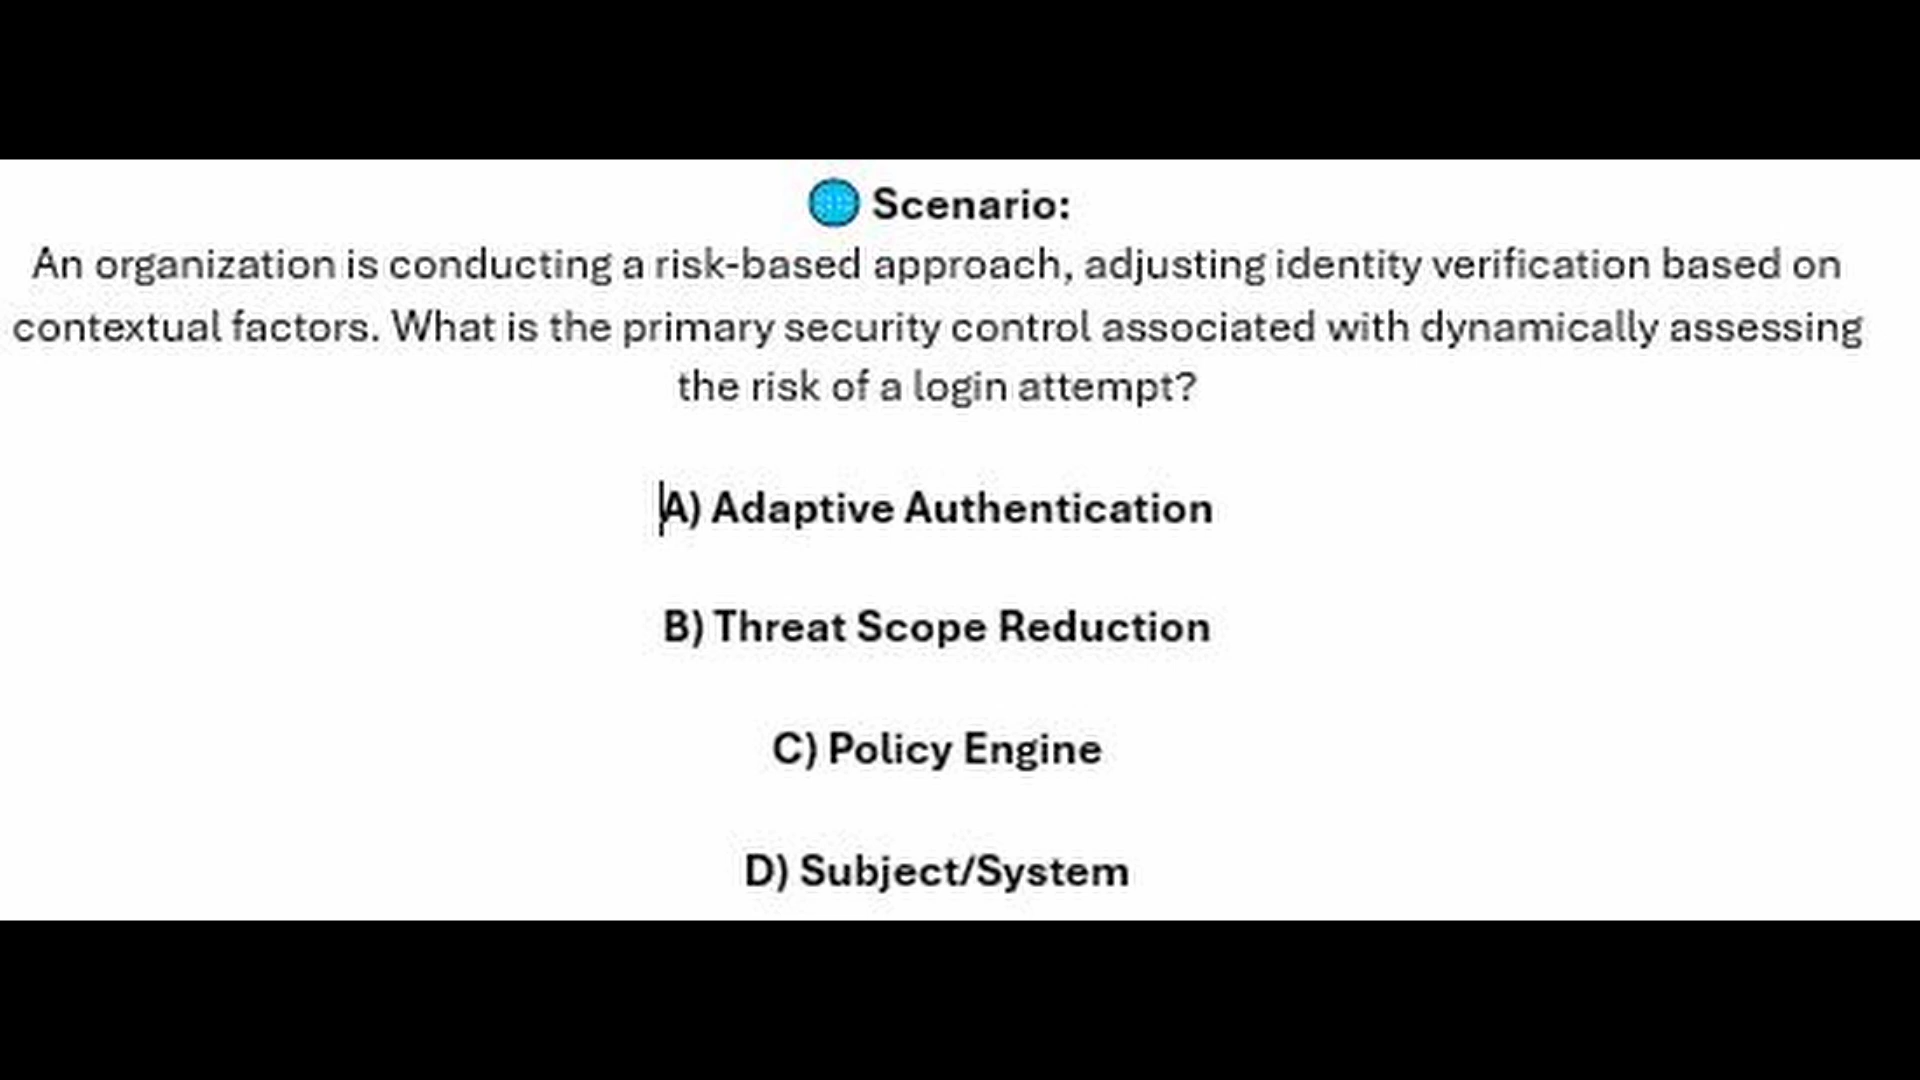 Scenario:
An organization is conducting a risk-based approach, adjusting identity verification based on
contextual factors. What is the primary security control associated with dynamically assessing
the risk of a login attempt?
A) Adaptive Authentication
B) Threat Scope Reduction
C) Policy Engine
D) Subject/System